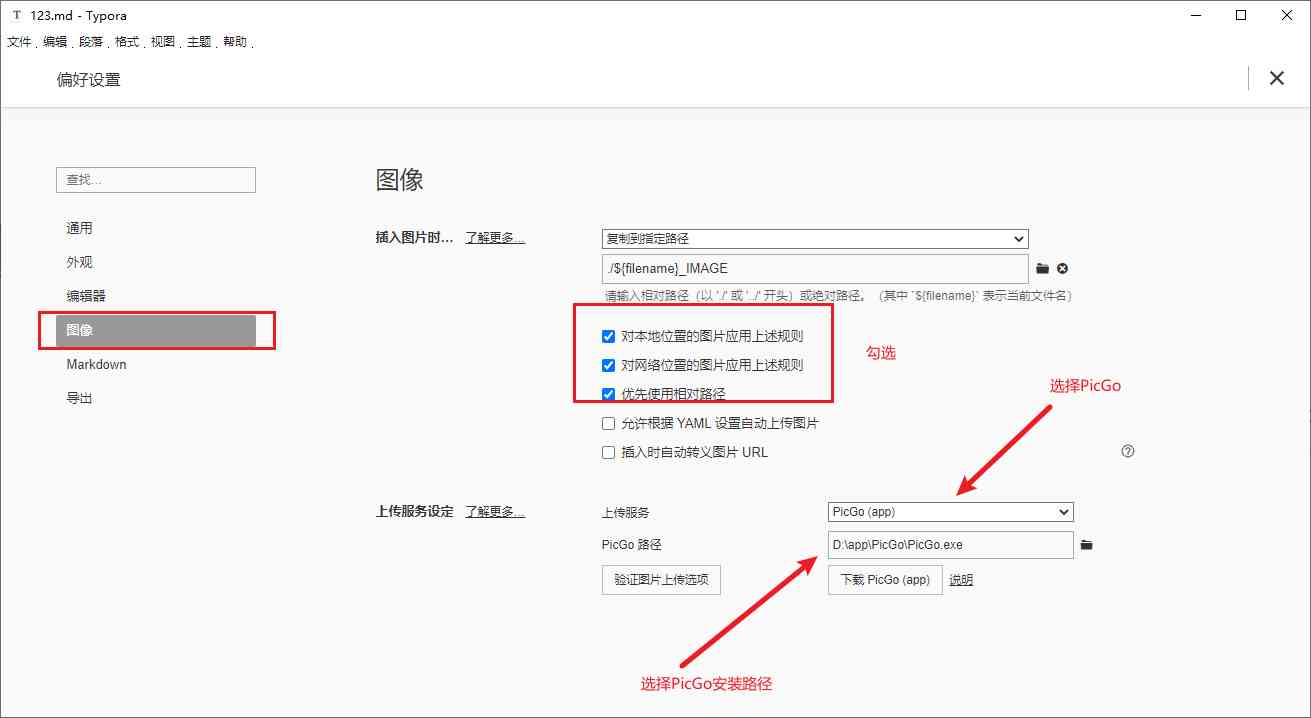 T 123.md - Typora
文件 编辑 段落 格式 视图 主题 帮助
偏好设置
查找...
通用
外观
编辑器
图像
Markdown
导出
图像
插入图片时... 了解更多... 复制到指定路径
./${filename}_IMAGE
请输入相对路径（以 './' 或 '../' 开头）或绝对路径。（其中 `${filename}` 表示当前文件名）
对本地位置的图片应用上述规则
对网络位置的图片应用上述规则
优先使用相对路径
勾选
允许根据 YAML 设置自动上传图片
插入时自动转义图片 URL
选择PicGo
上传服务设定 了解更多... 上传服务 PicGo (app)
PicGo 路径 D:\app\PicGo\PicGo.exe
验证图片上传选项 下载 PicGo (app) 说明
选择PicGo安装路径